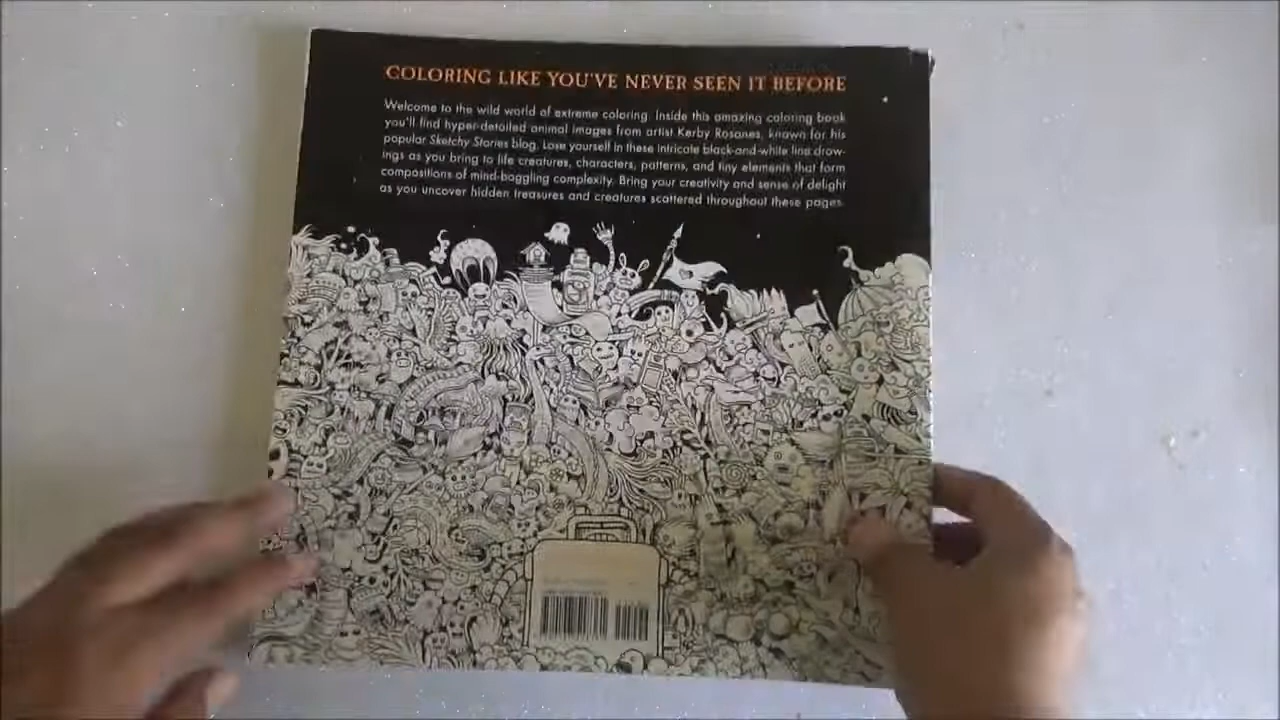 COLORING LIKE YOU'VE NEVER SEEN IT BEFORE
Welcome to the wild world of extreme coloring. Inside this amazing coloring book
you'll find hyper-detailed animal images from artist Kerby Rosanes, known for his
popular Sketchy Stories blog. Lose yourself in these intricate black-and-white line draw-
ings as you bring to life creatures, characters, patterns, and tiny elements that form
compositions of mind-boggling complexity. Bring your creativity and sense of delight
as you uncover hidden treasures and creatures scattered throughout these pages.